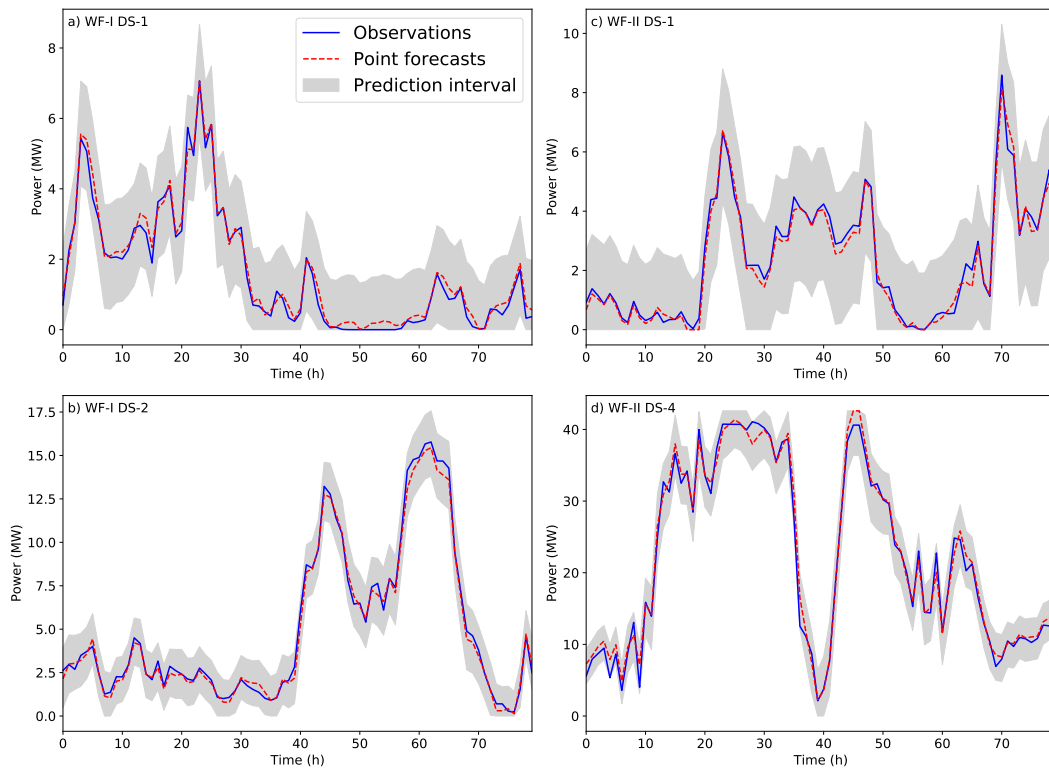 a) WF-I DS-1
Observations
Point forecasts
Prediction interval
Power (MW)
8
6
4
2
0
0 10 20 30 40 50 60 70
Time (h)
c) WF-II DS-1
Power (MW)
10
8
6
4
2
0
0 10 20 30 40 50 60 70
Time (h)
b) WF-I DS-2
Power (MW)
17.5
15.0
12.5
10.0
7.5
5.0
2.5
0.0
0 10 20 30 40 50 60 70
Time (h)
d) WF-II DS-4
Power (MW)
40
30
20
10
0
0 10 20 30 40 50 60 70
Time (h)